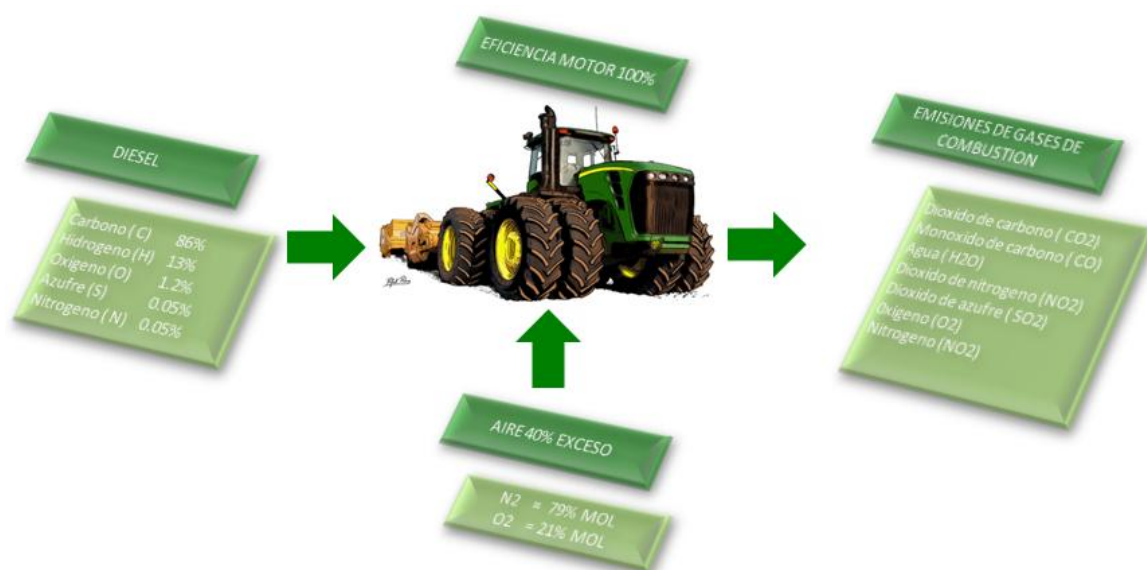 EFICIENCIA MOTOR 100%
DIESEL
Carbono ( C) 86%
Hidrogeno (H) 13%
Oxigeno (O) 1.2%
Azufre (S) 0.05%
Nitrogeno ( N) 0.05%
EMISIONES DE GASES DE
COMBUSTION
Dioxido de carbono ( CO2)
Monoxido de carbono ( CO)
Agua ( H2O)
Dioxido de nitrogeno (NO2)
Dioxido de azufre ( SO2)
Oxigeno (O2)
Nitrogeno (NO2)
AIRE 40% EXCESO
N2 = 79% MOL
O2 = 21% MOL